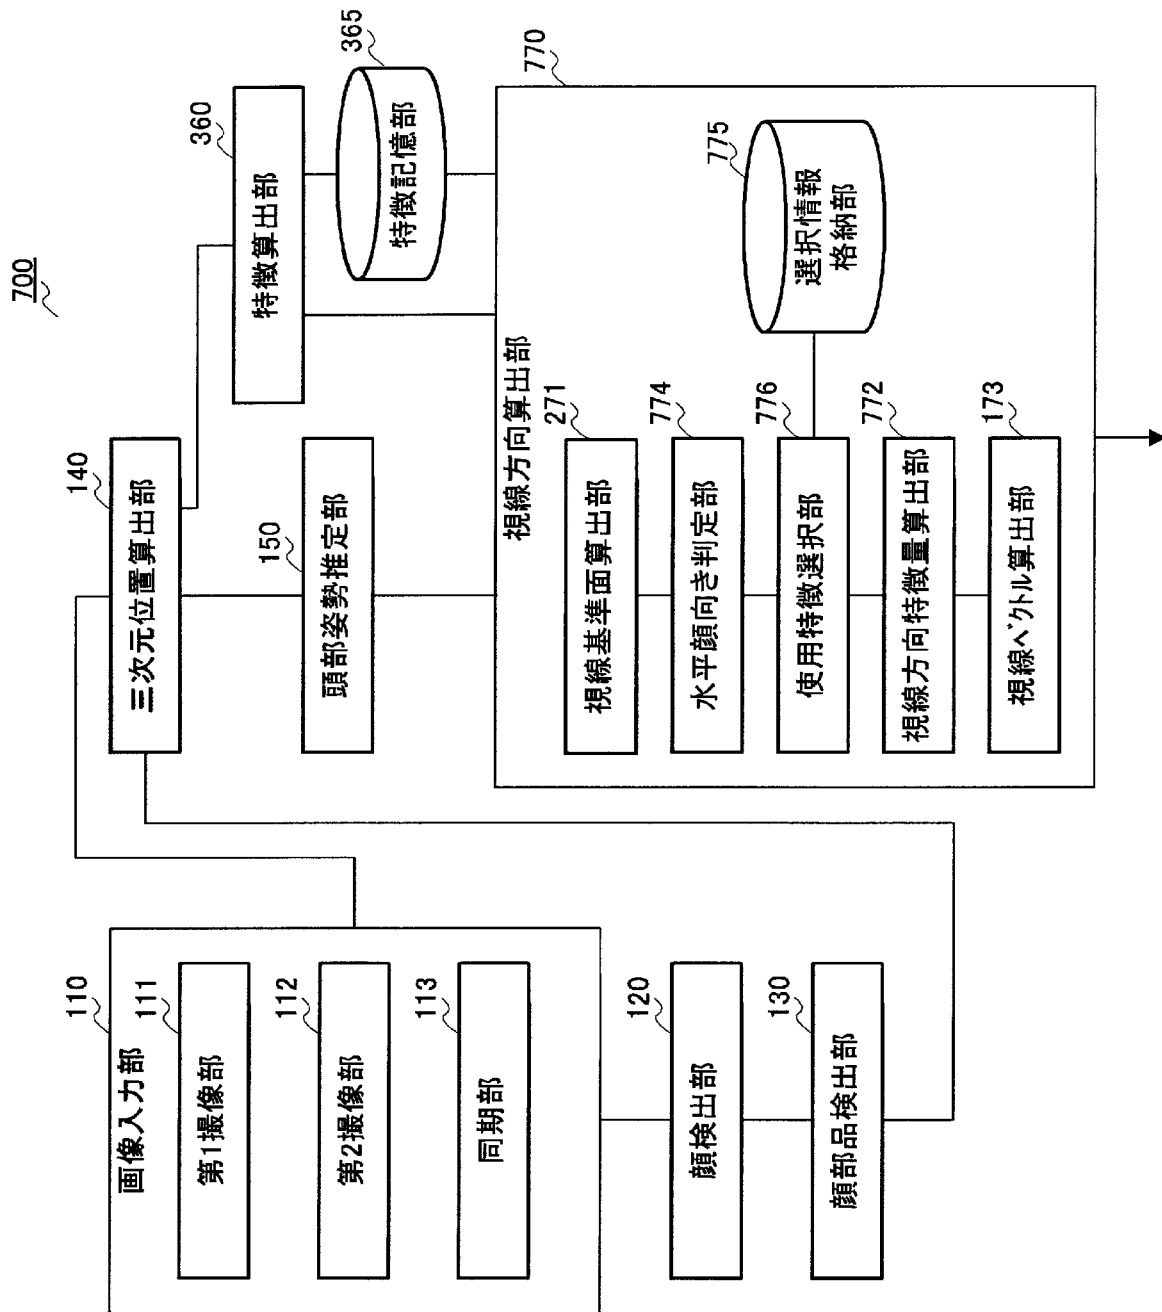 700
110
画像入力部
111
第1撮像部
112
第2撮像部
113
同期部
120
顔検出部
130
顔部品検出部
140
三次元位置算出部
150
頭部姿勢推定部
360
特徴算出部
365
特徴記憶部
770
視線方向算出部
271
視線基準面算出部
774
水平顔向き判定部
776
使用特徴選択部
775
選択情報
格納部
772
視線方向特徴量算出部
173
視線ベクトル算出部